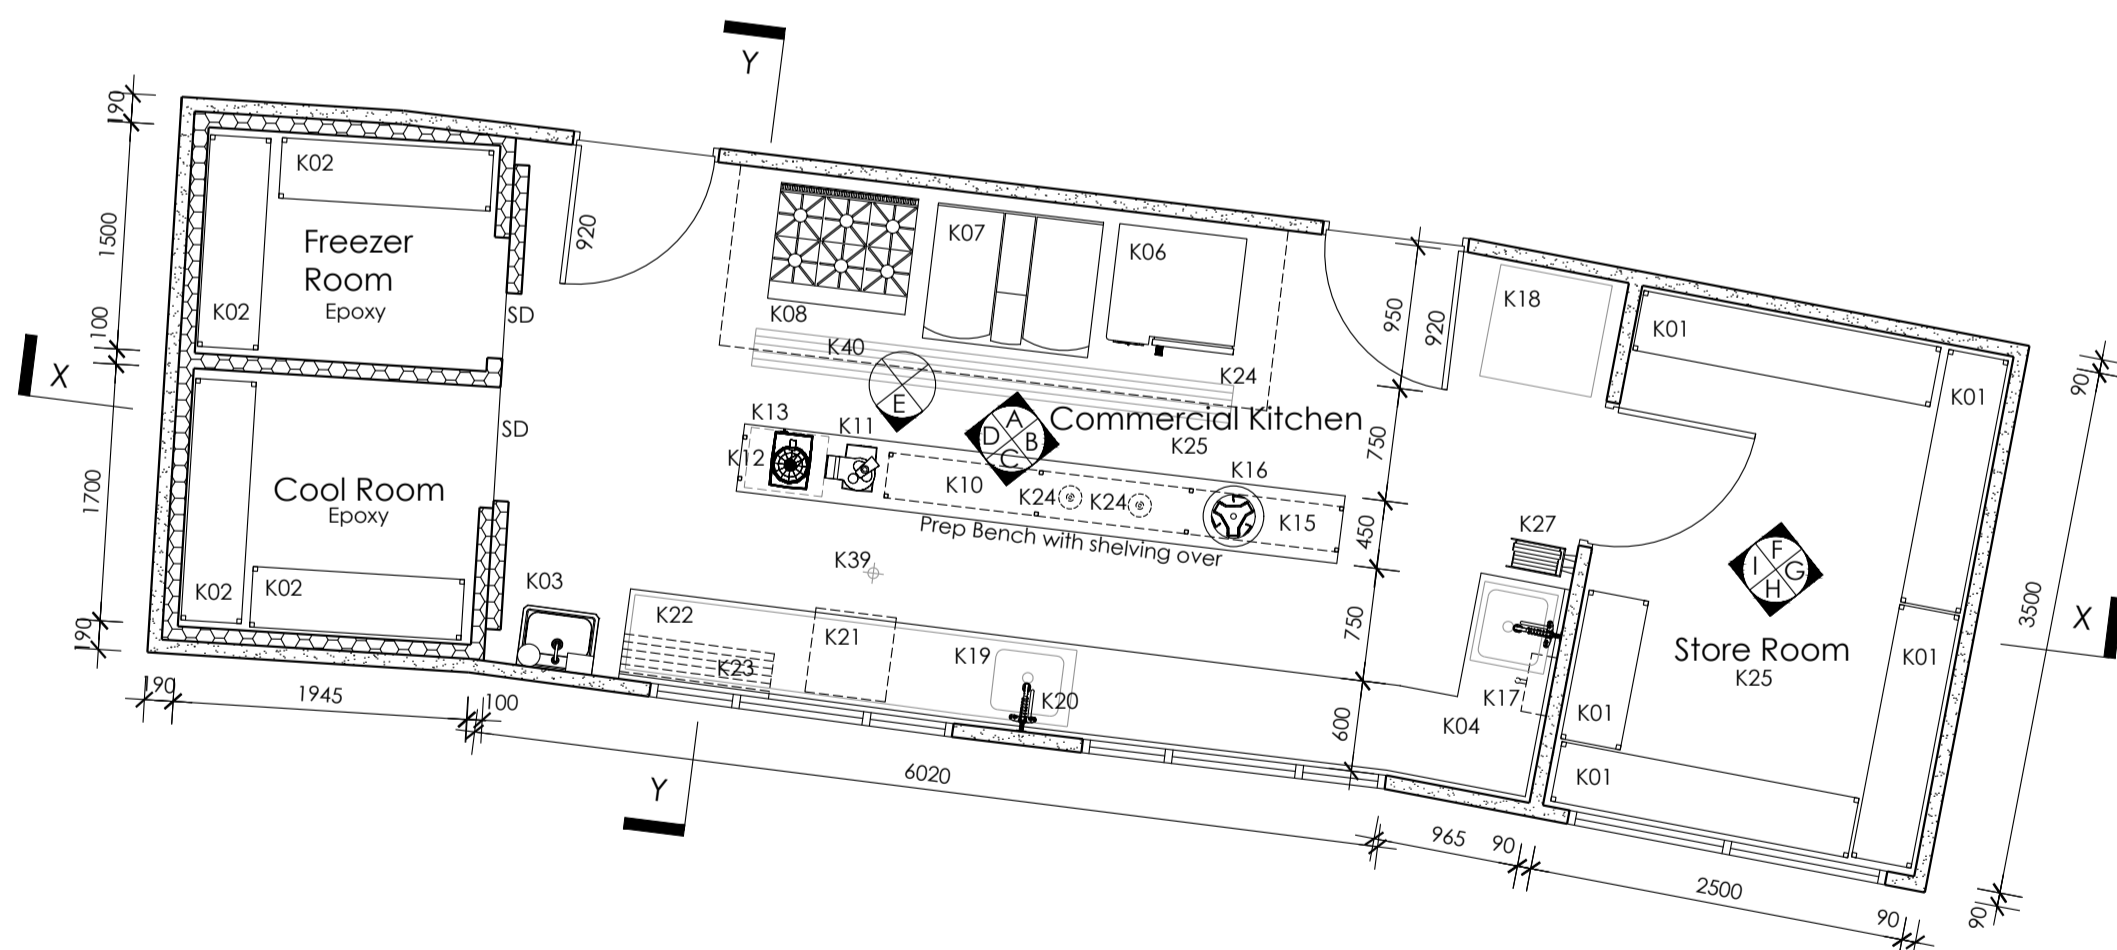 Y
190
1500
1100
1700
190
X
K02
Freezer
Room
Epoxy
K02
SD
920
K08
K07
K06
K40
K24
950
920
K18
K01
K01
90
E
A
D
B
C
Commercial Kitchen
K25
750
K13
K11
K12
K10
K24
K24
K16
K15
450
Prep Bench with shelving over
SD
Cool Room
Epoxy
K02
K02
K03
K39
K22
K21
K23
K19
K20
750
600
K27
K17
K04
F
I
G
H
Store Room
K25
K01
K01
K01
3500
X
190
1945
100
Y
6020
965
90
2500
90
90